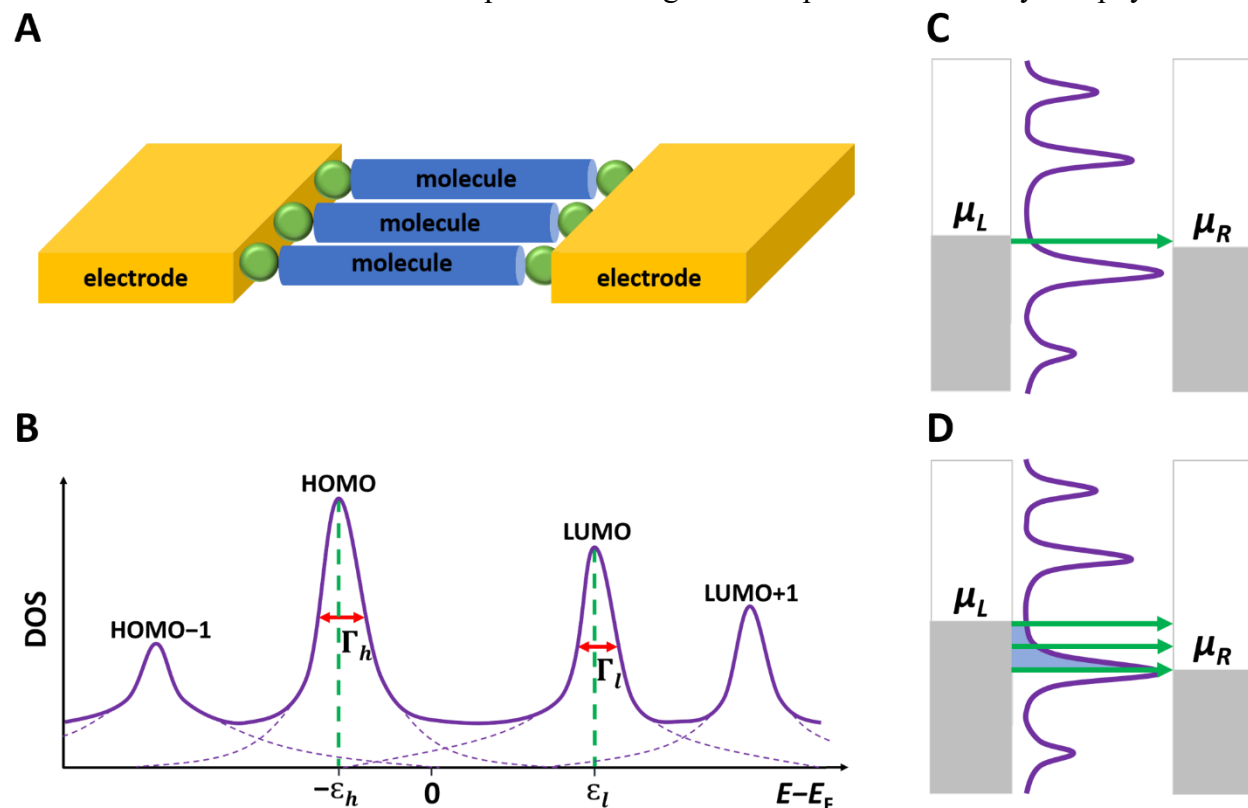 A
molecule
molecule
molecule
electrode
electrode
B
DOS
HOMO−1
HOMO
Γh
LUMO
Γl
LUMO+1
−εh
0
εl
E−EF
C
μL
μR
D
μL
μR